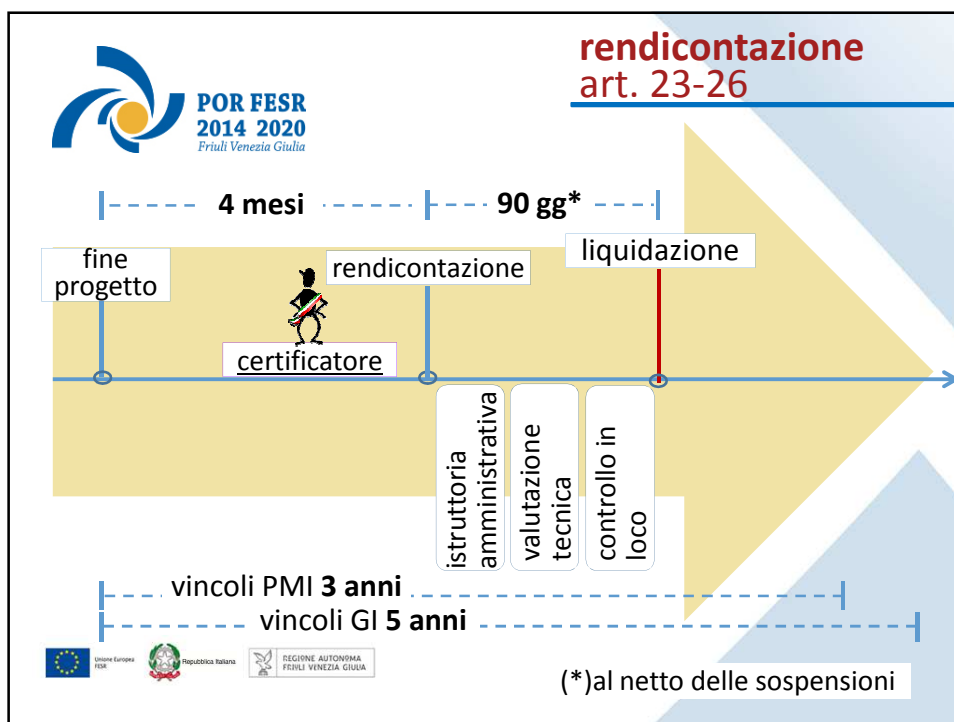 rendicontazione
art. 23-26
POR FESR
2014 2020
Friuli Venezia Giulia
4 mesi
90 gg*
fine
progetto
rendicontazione
liquidazione
certificatore
istruttoria
amministrativa
valutazione
tecnica
controllo in
loco
vincoli PMI 3 anni
vincoli GI 5 anni
Unione Europea
FESR
Repubblica Italiana
REGIONE AUTONOMA
FRIULI VENEZIA GIULIA
(*)al netto delle sospensioni